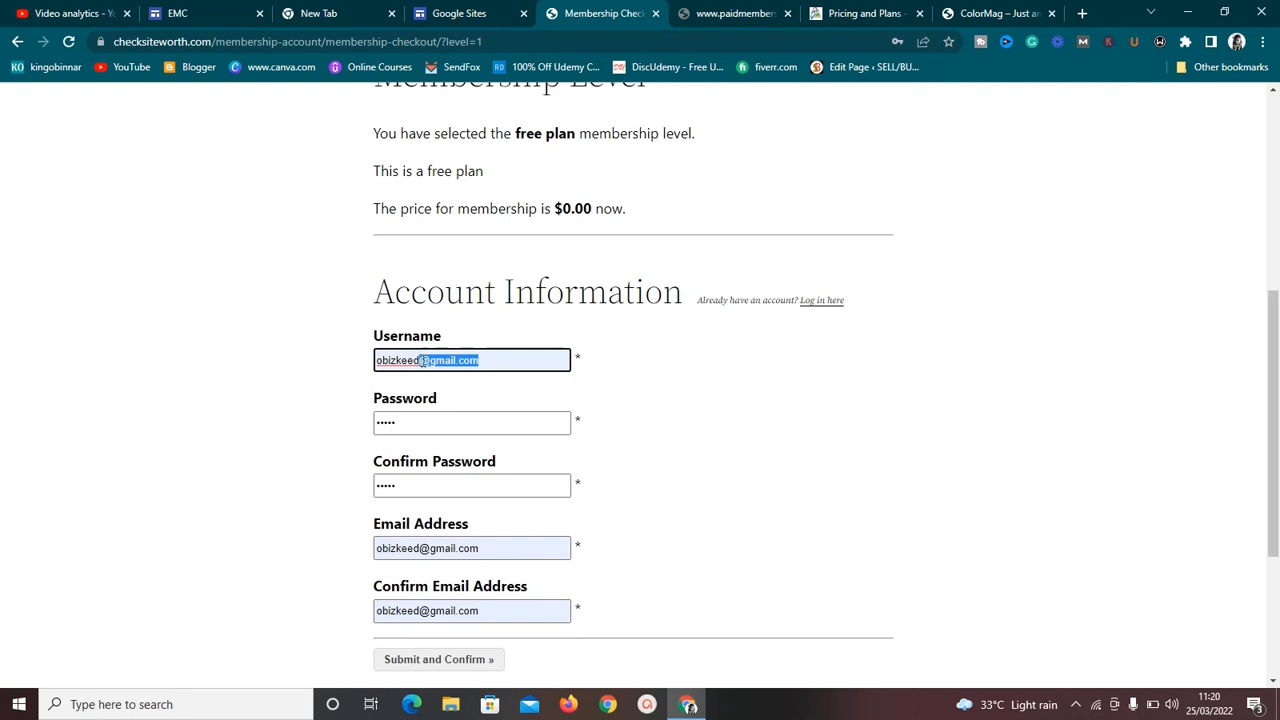 Video analytics - Yo
EMC
New Tab
Google Sites
Membership Chec
www.paidmembers
Pricing and Plans -
ColorMag – Just an
checksiteworth.com/membership-account/membership-checkout/?level=1
kingobinnar
YouTube
Blogger
www.canva.com
Online Courses
SendFox
100% Off Udemy C...
DiscUdemy - Free U...
fiverr.com
Edit Page ‹ SELL/BU...
Other bookmarks
Membership Level
You have selected the free plan membership level.
This is a free plan
The price for membership is $0.00 now.
Account Information Already have an account? Log in here
Username
obizkeed@gmail.com *
Password
••••• *
Confirm Password
••••• *
Email Address
obizkeed@gmail.com *
Confirm Email Address
obizkeed@gmail.com *
Submit and Confirm »
Type here to search
33°C Light rain
11:20
25/03/2022